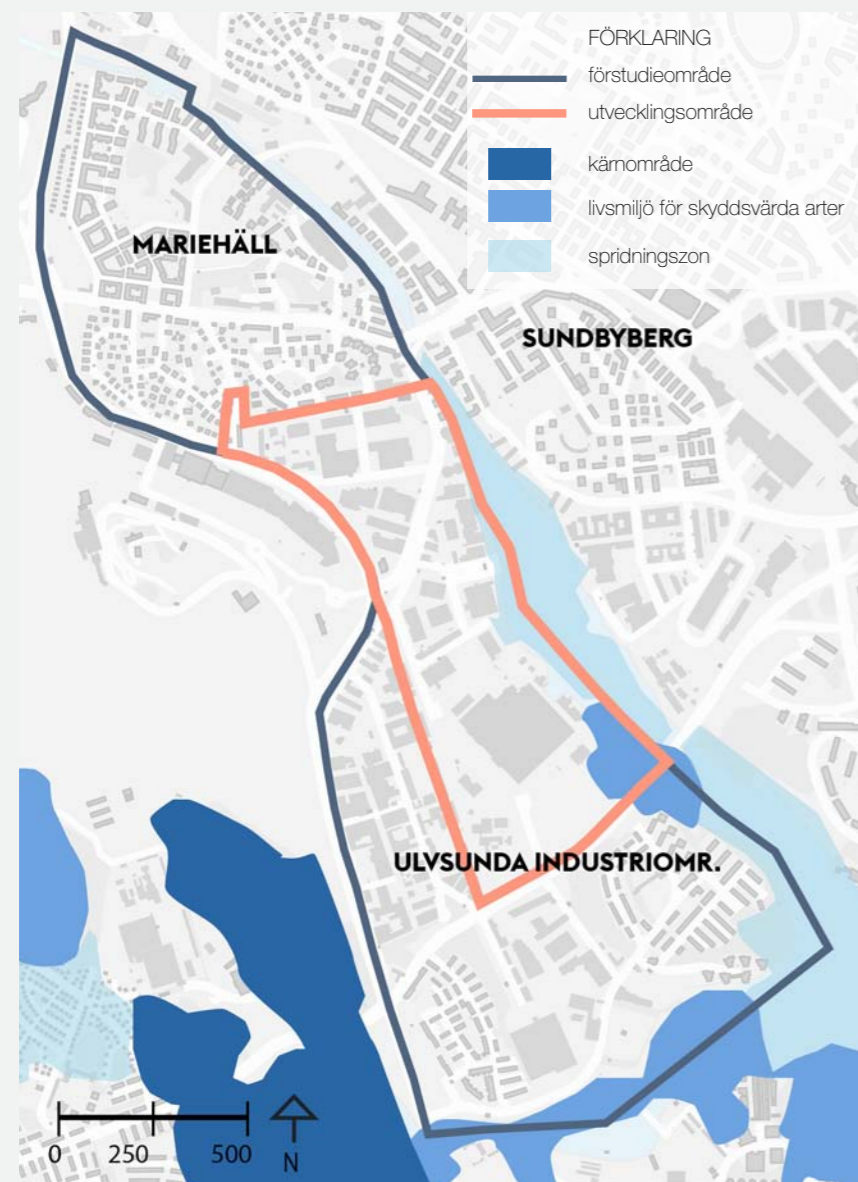 FÖRKLARING
förstudieområde
utvecklingsområde
kärnområde
livsmiljö för skyddsvärda arter
spridningszon
MARIEHÄLL
SUNDBYBERG
ULVSUNDA INDUSTRIOMR.
0 250 500 N